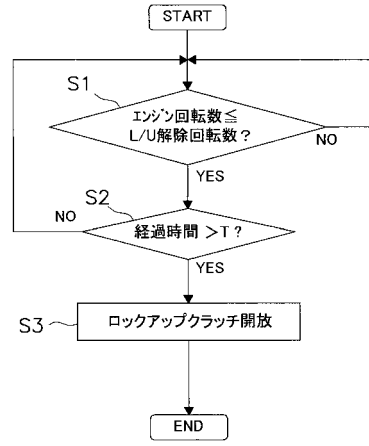 START
S1
エンジン回転数≦
L/U解除回転数？
NO
YES
S2
NO
経過時間 ＞T？
YES
S3
ロックアップクラッチ開放
END